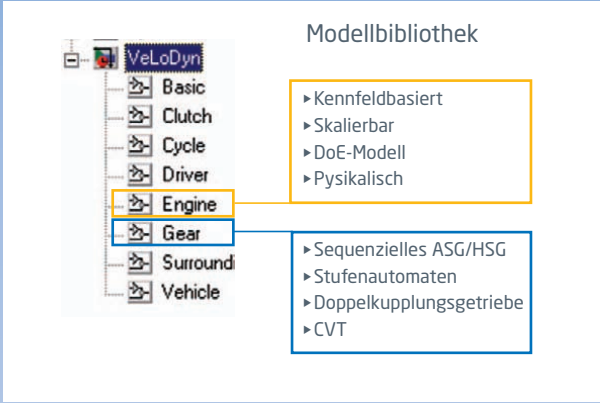 Modellbibliothek
VeLoDyn
Basic
Clutch
Cycle
Driver
Engine
Gear
Surroundi
Vehicle
▸Kennfeldbasiert
▸Skalierbar
▸DoE-Modell
▸Pysikalisch
▸Sequenzielles ASG/HSG
▸Stufenautomaten
▸Doppelkupplungsgetriebe
▸CVT